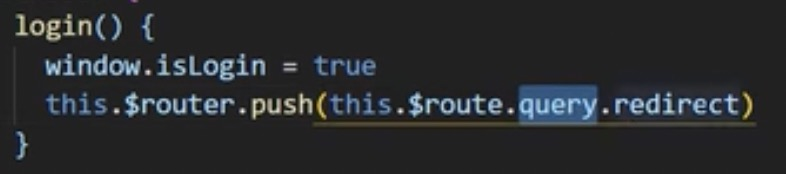 login() {
  window.isLogin = true
  this.$router.push(this.$route.query.redirect)
}